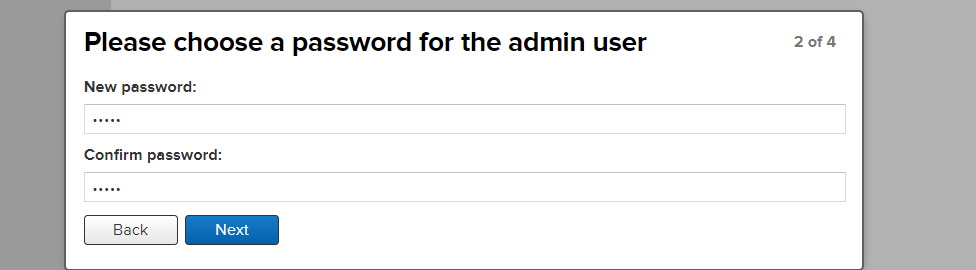 Please choose a password for the admin user
2 of 4
New password:
•••••
Confirm password:
•••••
Back
Next